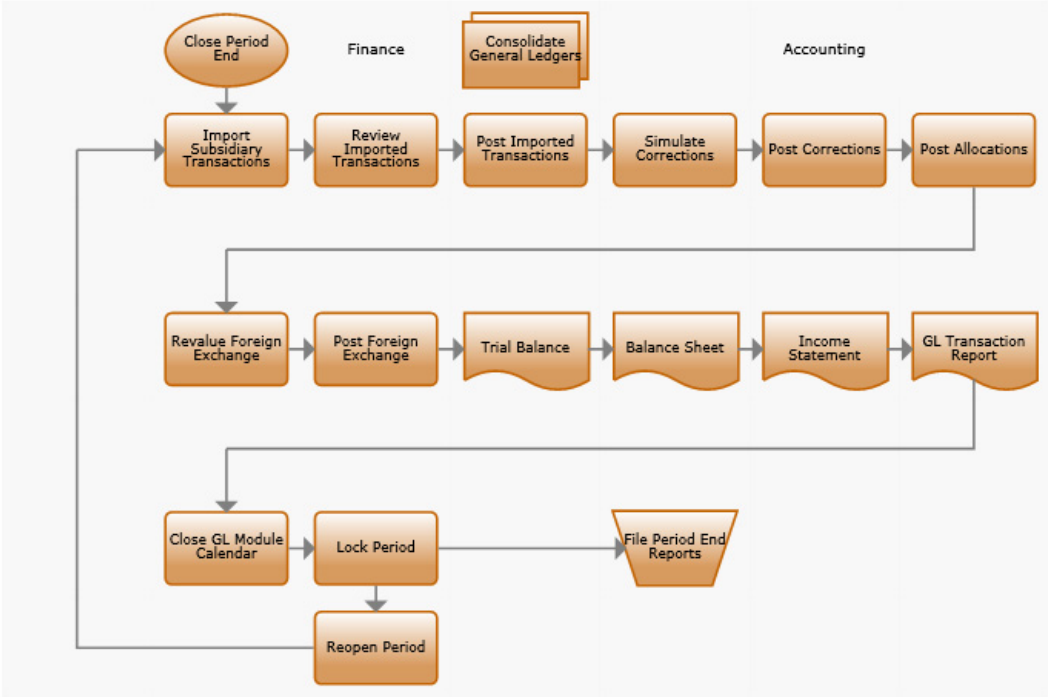 Close Period
End
Finance
Consolidate
General Ledgers
Accounting
Import
Subsidiary
Transactions
Review
Imported
Transactions
Post Imported
Transactions
Simulate
Corrections
Post Corrections
Post Allocations
Revalue Foreign
Exchange
Post Foreign
Exchange
Trial Balance
Balance Sheet
Income
Statement
GL Transaction
Report
Close GL Module
Calendar
Lock Period
File Period End
Reports
Reopen Period